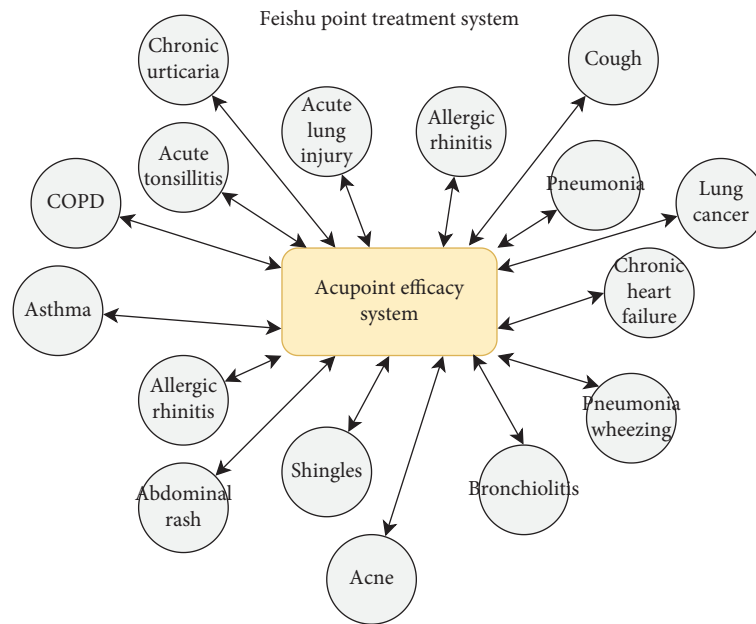 Feishu point treatment system
Chronic
urticaria
Cough
Acute
lung
injury
Allergic
rhinitis
Acute
tonsillitis
Pneumonia
COPD
Lung
cancer
Acupoint efficacy
system
Chronic
heart
failure
Asthma
Allergic
rhinitis
Pneumonia
wheezing
Shingles
Bronchiolitis
Abdominal
rash
Acne